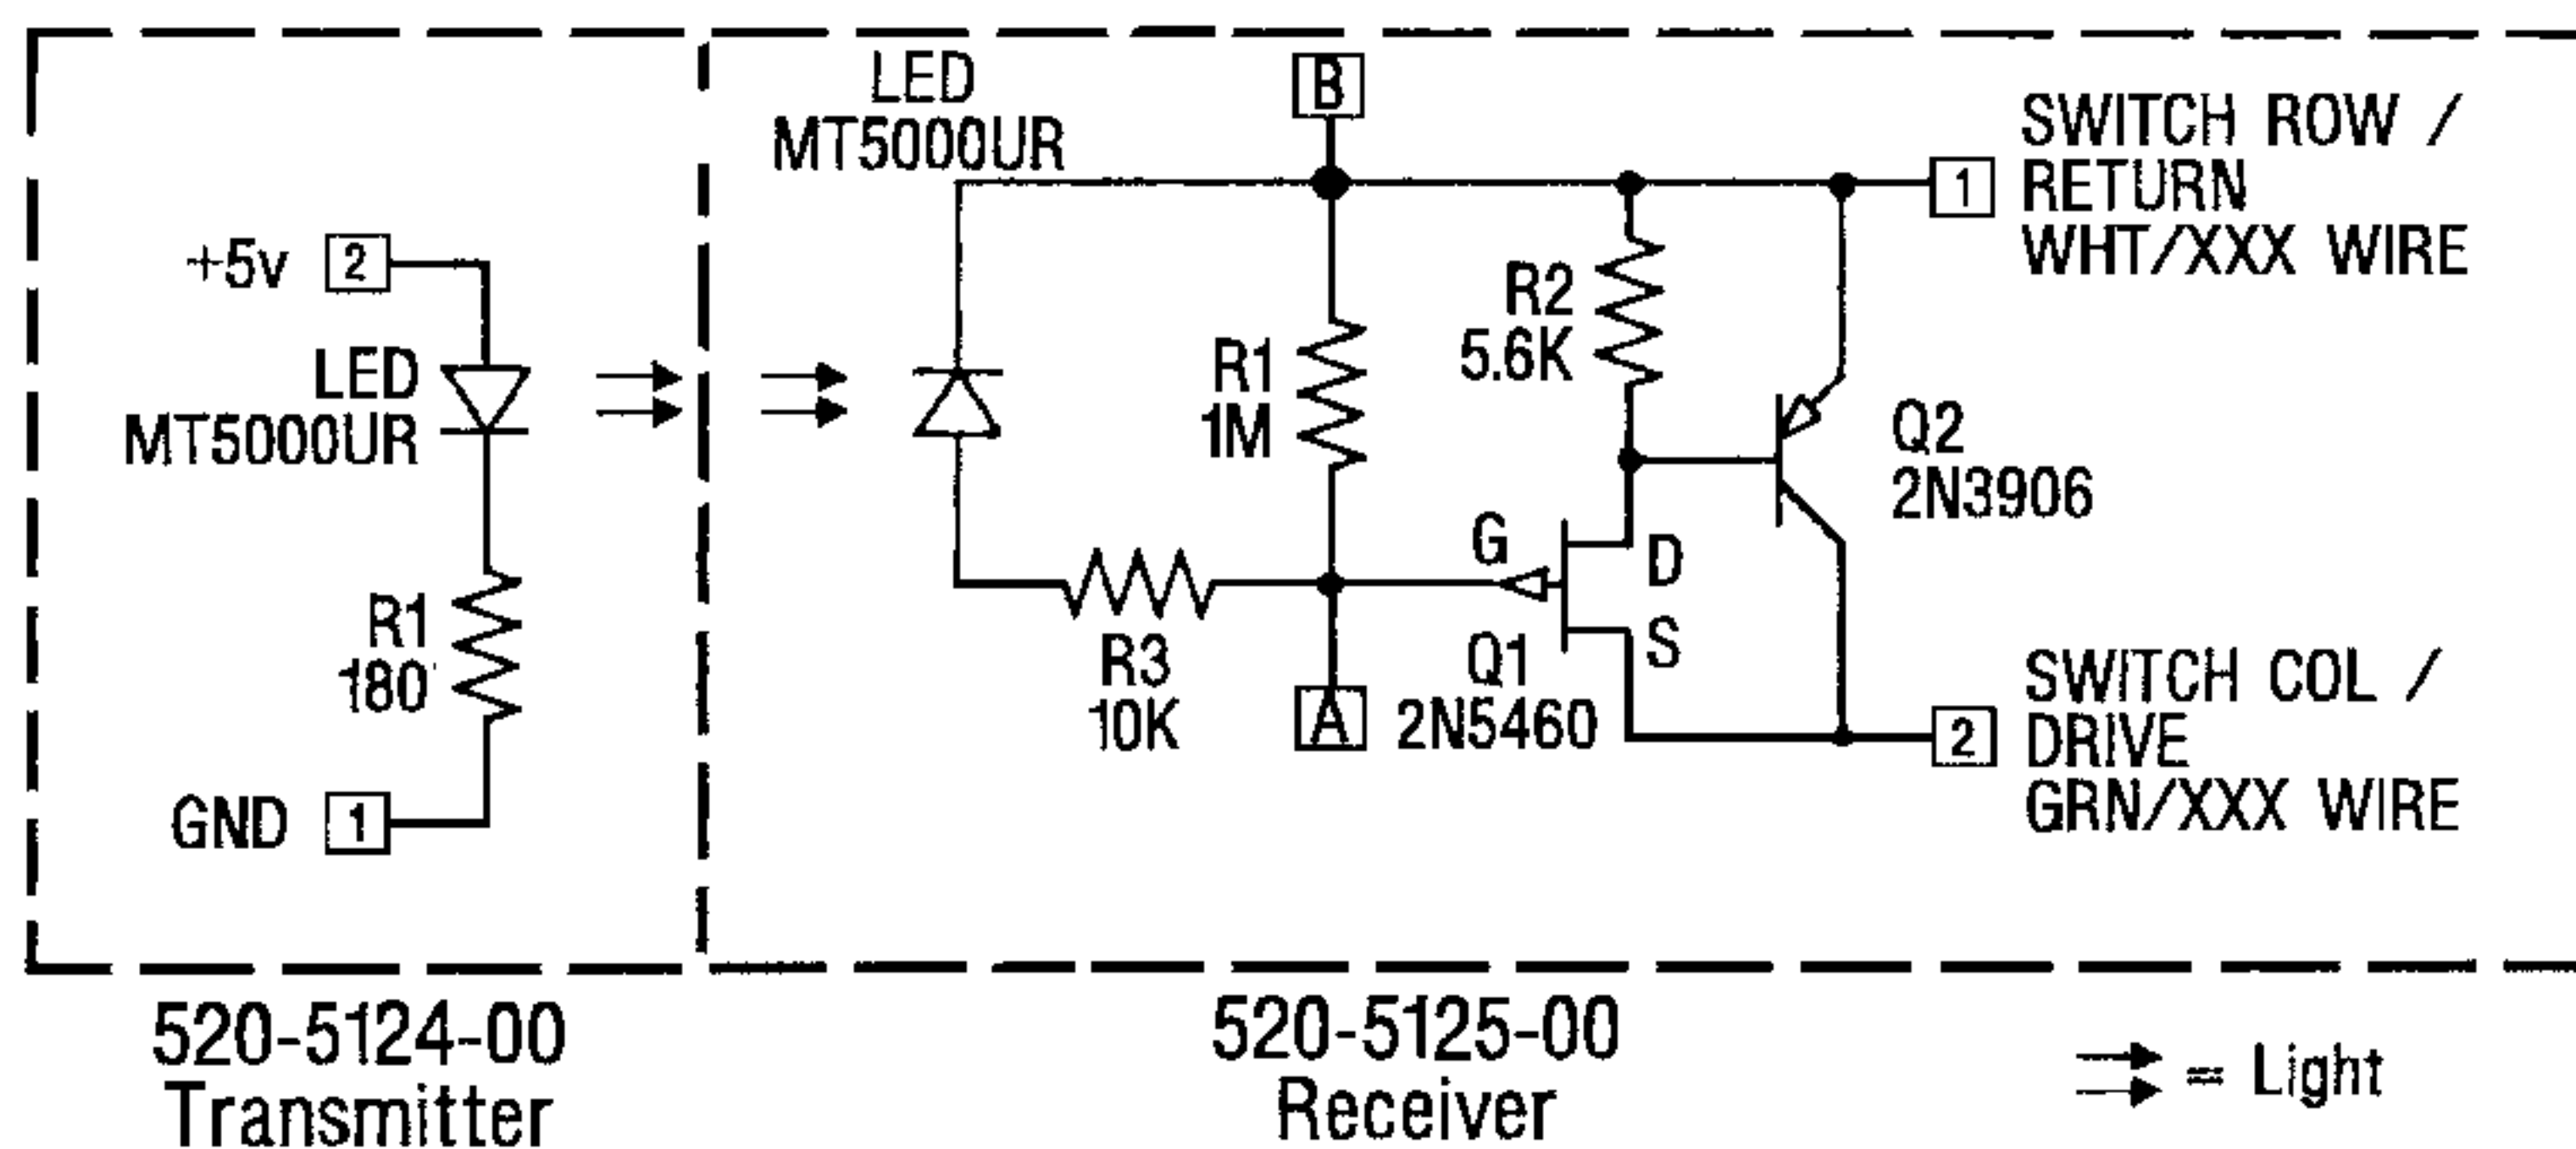 LED
MT5000UR
B
SWITCH ROW /
1 RETURN
WHT/XXX WIRE
+5v 2
LED
MT5000UR
R1
180
GND 1
R1
1M
R2
5.6K
Q2
2N3906
G
D
S
R3
10K
A
Q1
2N5460
SWITCH COL /
2 DRIVE
GRN/XXX WIRE
520-5124-00
Transmitter
520-5125-00
Receiver
= Light